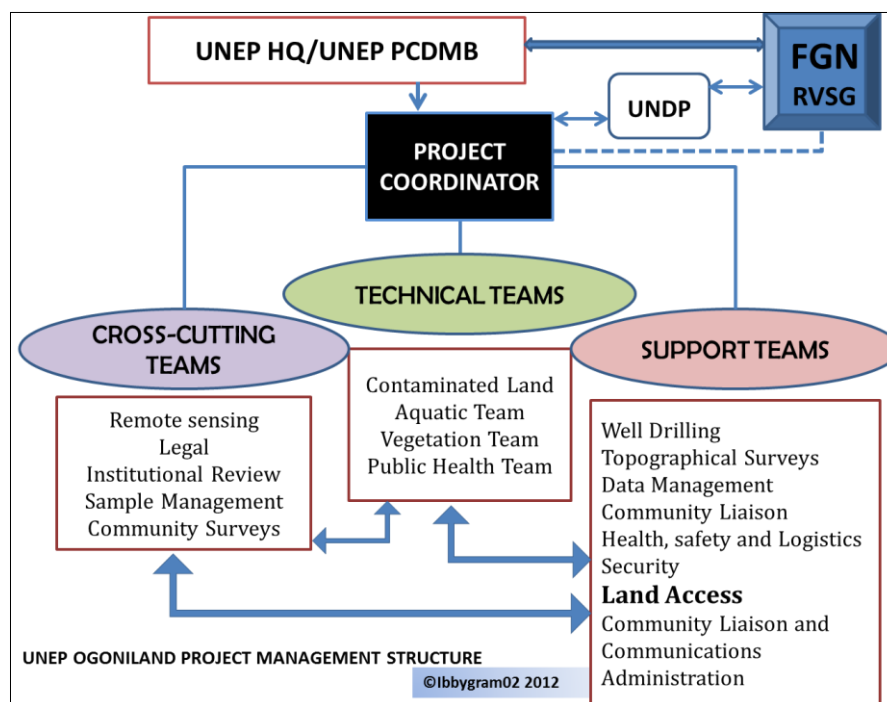 UNEP HQ/UNEP PCDMB
FGN
RVSG
UNDP
PROJECT
COORDINATOR
TECHNICAL TEAMS
CROSS-CUTTING
TEAMS
SUPPORT TEAMS
Remote sensing
Legal
Institutional Review
Sample Management
Community Surveys
Contaminated Land
Aquatic Team
Vegetation Team
Public Health Team
Well Drilling
Topographical Surveys
Data Management
Community Liaison
Health, safety and Logistics
Security
Land Access
Community Liaison and
Communications
Administration
UNEP OGONILAND PROJECT MANAGEMENT STRUCTURE
©Ibbygram02 2012